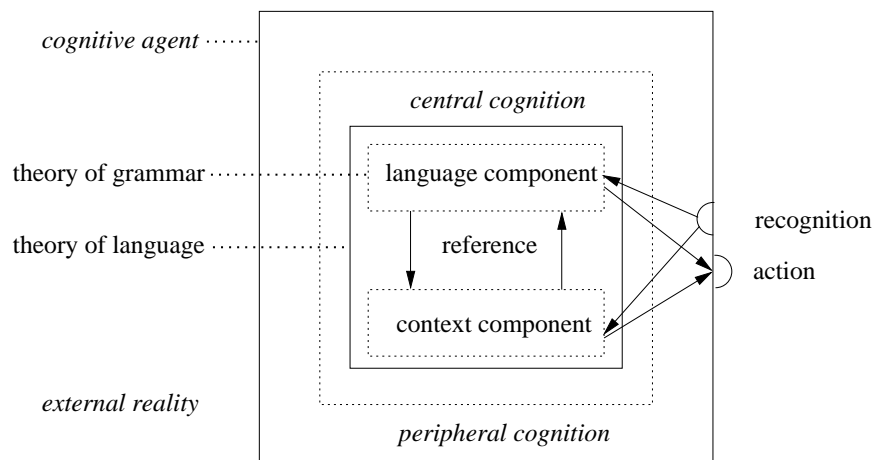 cognitive agent
central cognition
theory of grammar
language component
recognition
theory of language
reference
action
context component
external reality
peripheral cognition